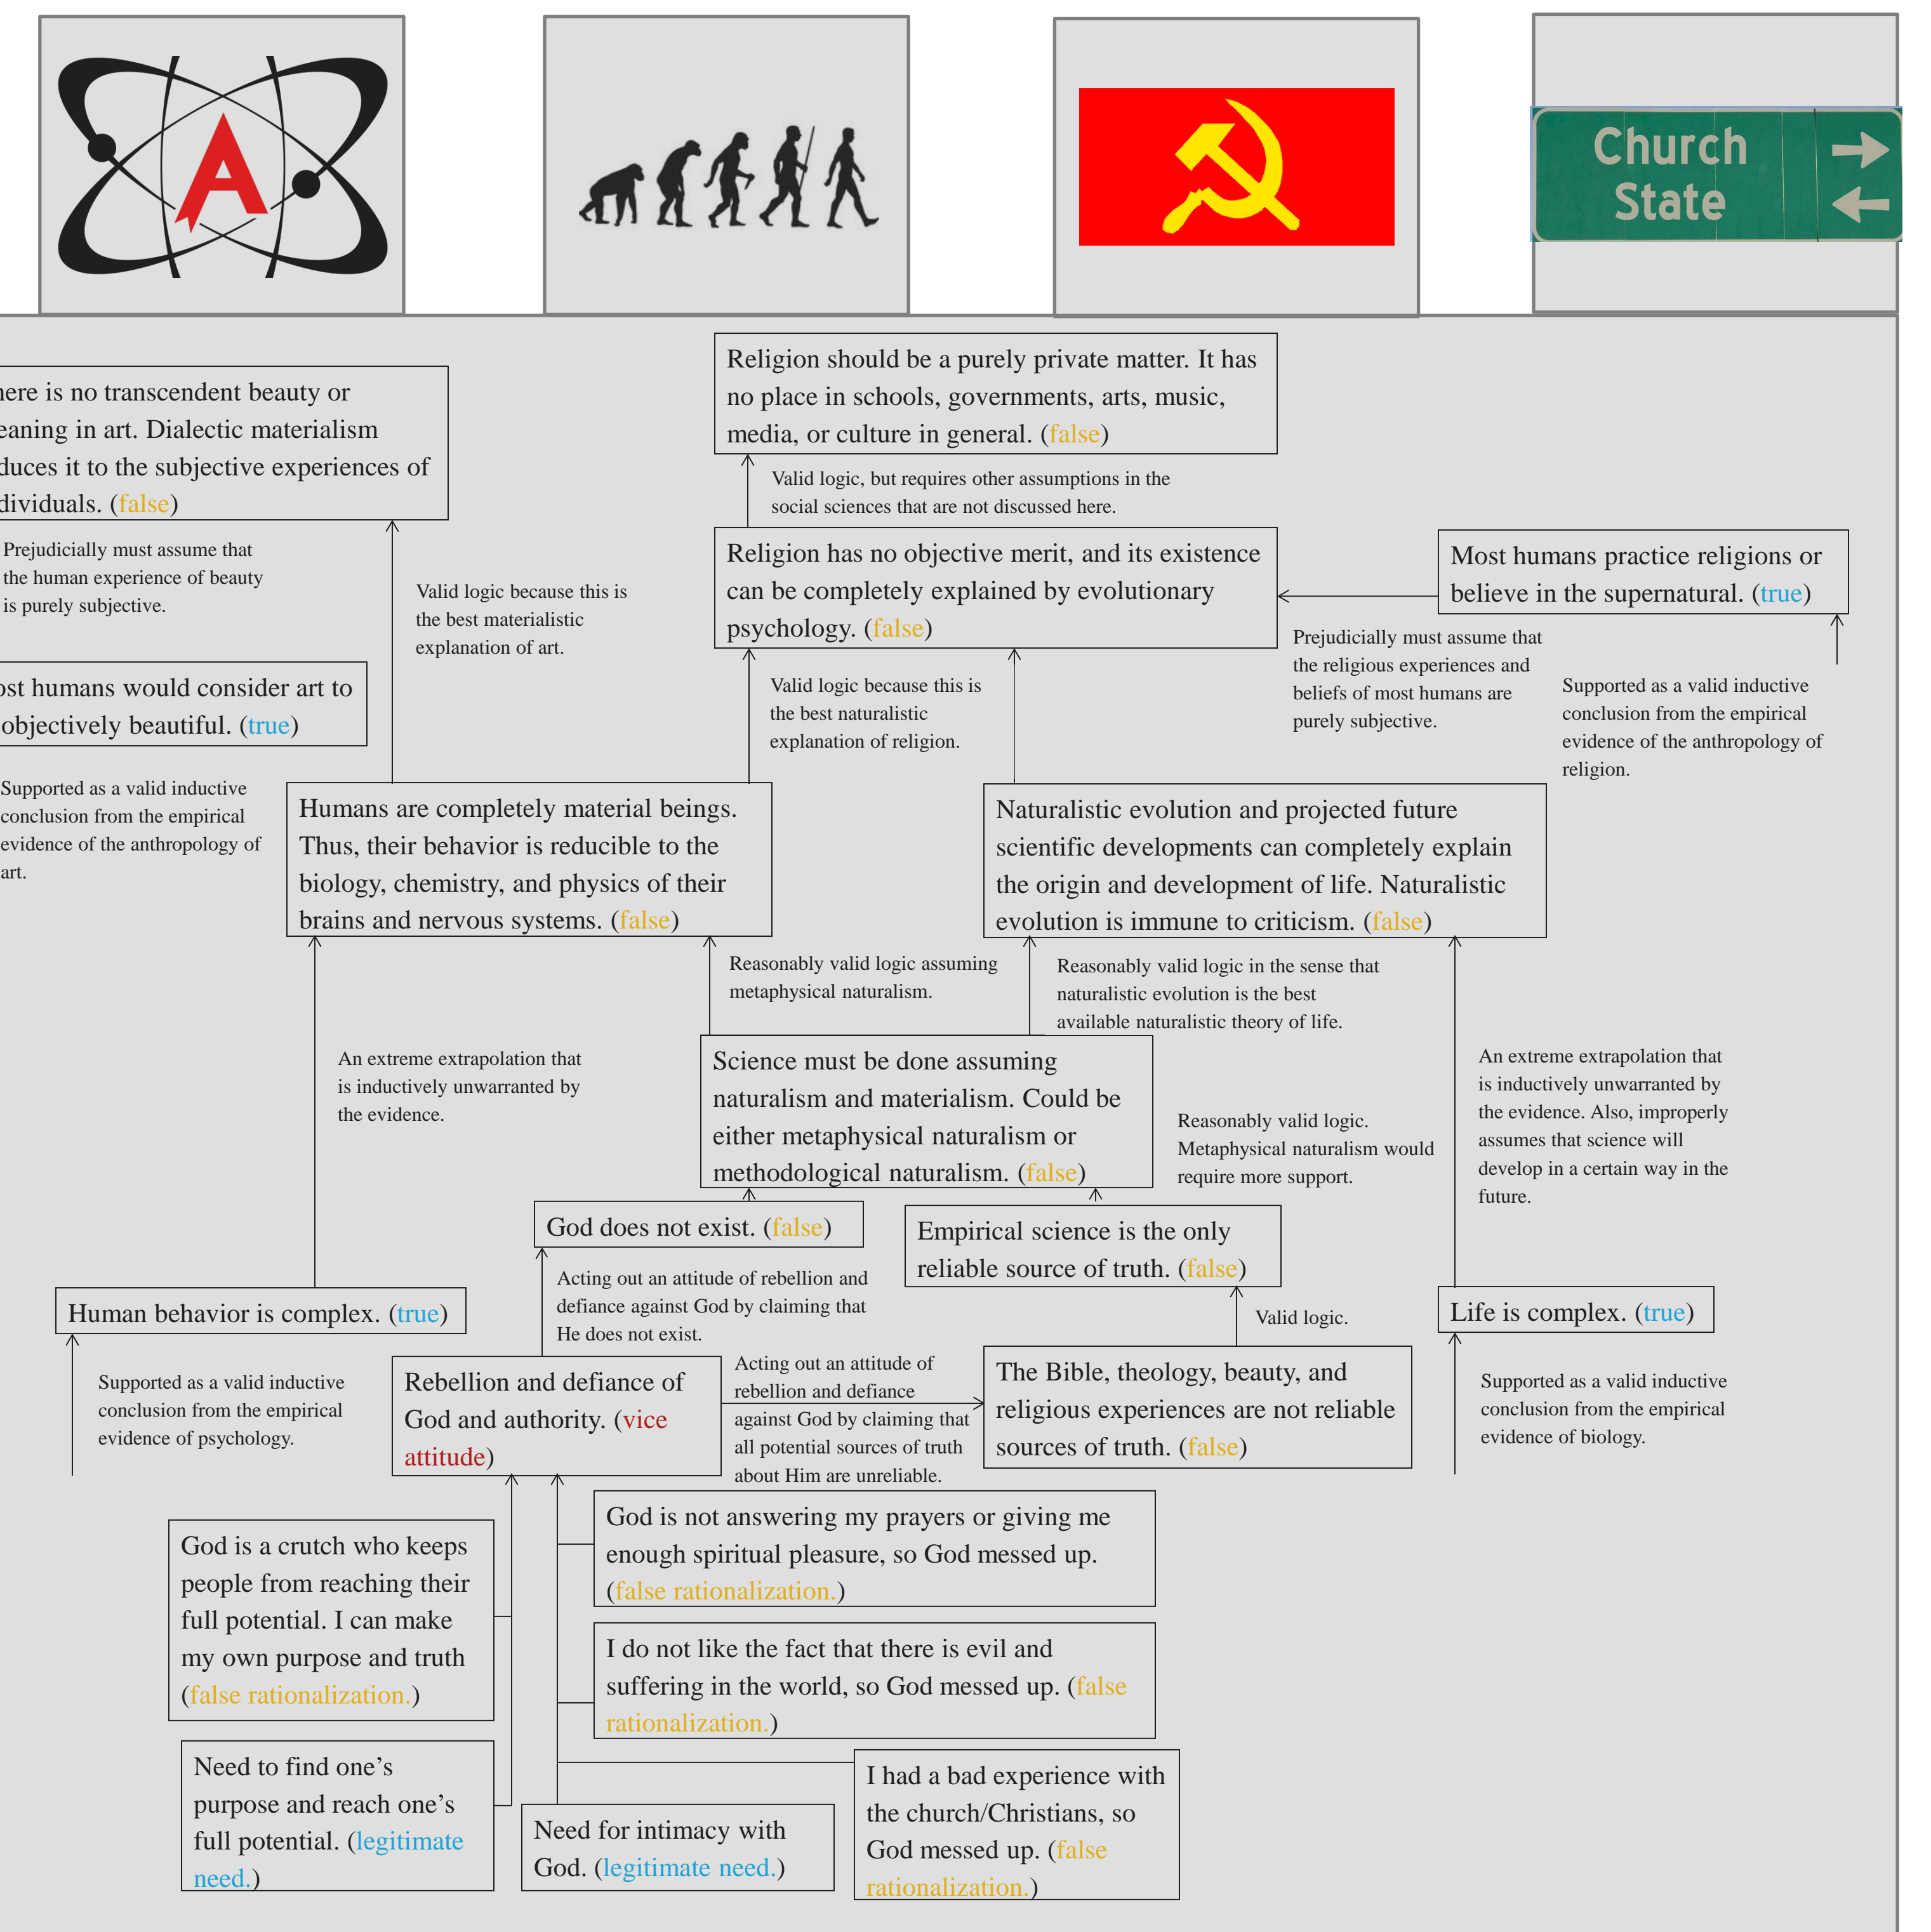 A
Church
State
here is no transcendent beauty or
eaning in art. Dialectic materialism
duces it to the subjective experiences of
dividuals. (false)
Religion should be a purely private matter. It has
no place in schools, governments, arts, music,
media, or culture in general. (false)
Valid logic, but requires other assumptions in the
social sciences that are not discussed here.
Prejudicially must assume that
the human experience of beauty
is purely subjective.
Valid logic because this is
the best materialistic
explanation of art.
Religion has no objective merit, and its existence
can be completely explained by evolutionary
psychology. (false)
Most humans practice religions or
believe in the supernatural. (true)
Prejudicially must assume that
the religious experiences and
beliefs of most humans are
purely subjective.
Supported as a valid inductive
conclusion from the empirical
evidence of the anthropology of
religion.
ost humans would consider art to
objectively beautiful. (true)
Valid logic because this is
the best naturalistic
explanation of religion.
Supported as a valid inductive
conclusion from the empirical
evidence of the anthropology of
art.
Humans are completely material beings.
Thus, their behavior is reducible to the
biology, chemistry, and physics of their
brains and nervous systems. (false)
Naturalistic evolution and projected future
scientific developments can completely explain
the origin and development of life. Naturalistic
evolution is immune to criticism. (false)
Reasonably valid logic assuming
metaphysical naturalism.
Reasonably valid logic in the sense that
naturalistic evolution is the best
available naturalistic theory of life.
An extreme extrapolation that
is inductively unwarranted by
the evidence.
Science must be done assuming
naturalism and materialism. Could be
either metaphysical naturalism or
methodological naturalism. (false)
Reasonably valid logic.
Metaphysical naturalism would
require more support.
An extreme extrapolation that
is inductively unwarranted by
the evidence. Also, improperly
assumes that science will
develop in a certain way in the
future.
God does not exist. (false)
Empirical science is the only
reliable source of truth. (false)
Human behavior is complex. (true)
Acting out an attitude of rebellion and
defiance against God by claiming that
He does not exist.
Valid logic.
Life is complex. (true)
Supported as a valid inductive
conclusion from the empirical
evidence of psychology.
Rebellion and defiance of
God and authority. (vice
attitude)
Acting out an attitude of
rebellion and defiance
against God by claiming that
all potential sources of truth
about Him are unreliable.
The Bible, theology, beauty, and
religious experiences are not reliable
sources of truth. (false)
Supported as a valid inductive
conclusion from the empirical
evidence of biology.
God is a crutch who keeps
people from reaching their
full potential. I can make
my own purpose and truth
(false rationalization.)
God is not answering my prayers or giving me
enough spiritual pleasure, so God messed up.
(false rationalization.)
I do not like the fact that there is evil and
suffering in the world, so God messed up. (false
rationalization.)
Need to find one's
purpose and reach one's
full potential. (legitimate
need.)
Need for intimacy with
God. (legitimate need.)
I had a bad experience with
the church/Christians, so
God messed up. (false
rationalization.)